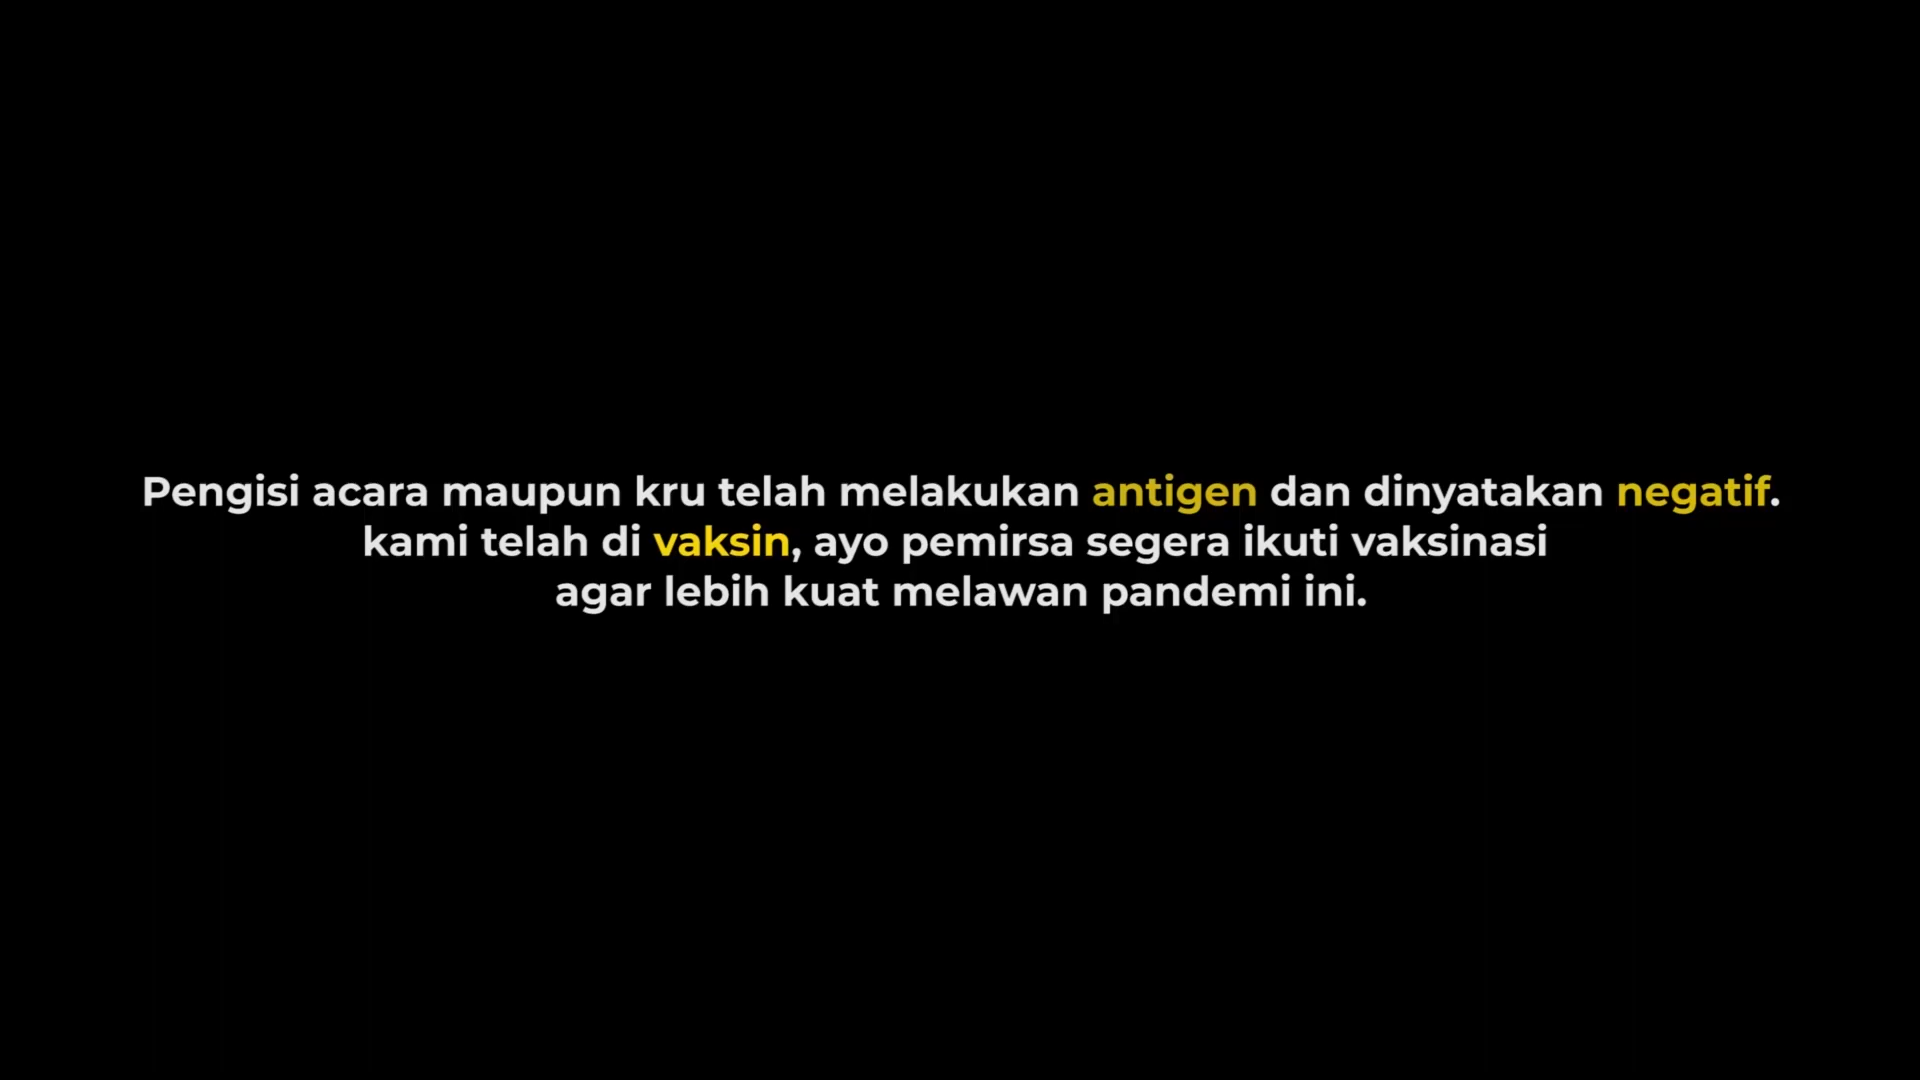 Pengisi acara maupun kru telah melakukan antigen dan dinyatakan negatif.
kami telah di vaksin, ayo pemirsa segera ikuti vaksinasi
agar lebih kuat melawan pandemi ini.